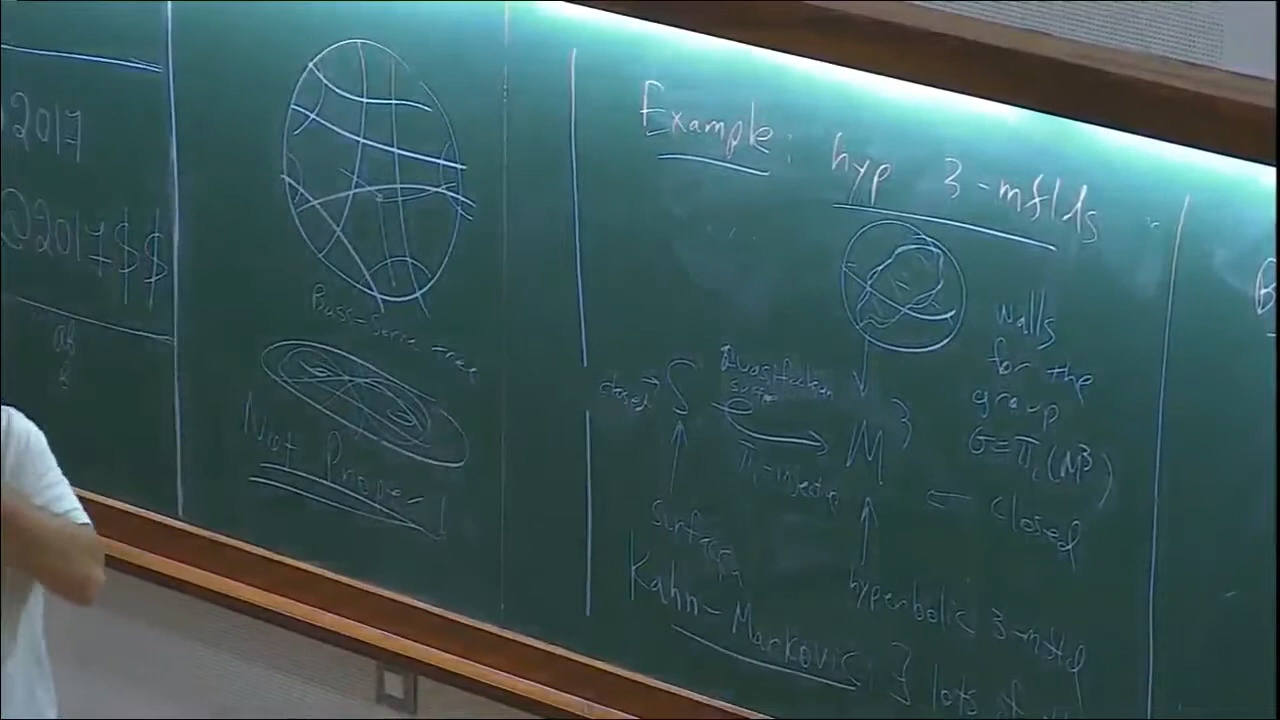 2017
@2017$$
Bass-Serre Tree
Not Proper!
Example: hyp 3-mflds
walls
for the
group
G=π₁(M³)
closed → S
Quasifuchsian
surface
π₁-injective
M³
← closed
surface
hyperbolic 3-mfld
Kahn-Markovic: ∃ lots of
B